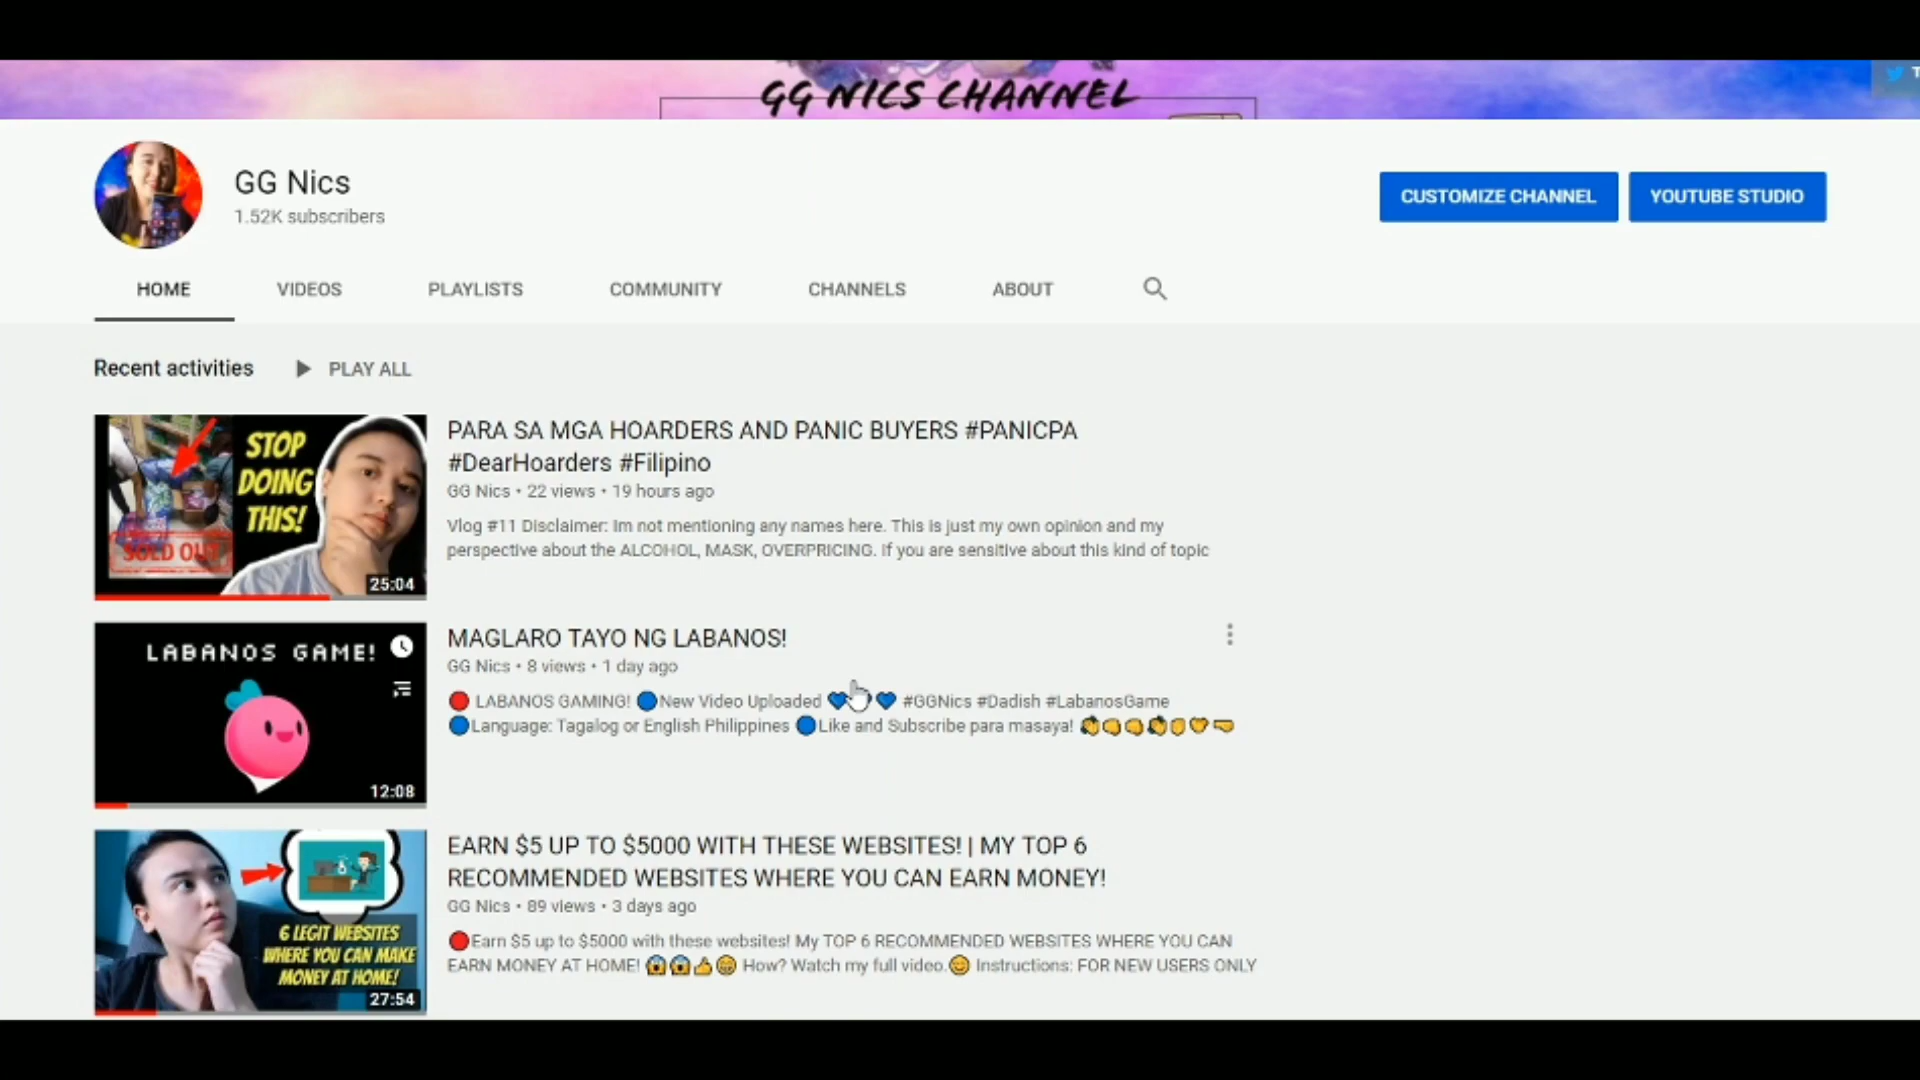 GG NICS CHANNEL
GG Nics
1.52K subscribers
CUSTOMIZE CHANNEL
YOUTUBE STUDIO
HOME
VIDEOS
PLAYLISTS
COMMUNITY
CHANNELS
ABOUT
Recent activities
PLAY ALL
STOP
DOING
THIS!
SOLD OUT
25:04
PARA SA MGA HOARDERS AND PANIC BUYERS #PANICPA
#DearHoarders #Filipino
GG Nics • 22 views • 19 hours ago
Vlog #11 Disclaimer: Im not mentioning any names here. This is just my own opinion and my
perspective about the ALCOHOL, MASK, OVERPRICING. If you are sensitive about this kind of topic
LABANOS GAME!
12:08
MAGLARO TAYO NG LABANOS!
GG Nics • 8 views • 1 day ago
🔴 LABANOS GAMING! 🔵New Video Uploaded 💙💙 #GGNics #Dadish #LabanosGame
🔵Language: Tagalog or English Philippines 🔵Like and Subscribe para masaya!
6 LEGIT WEBSITES
WHERE YOU CAN MAKE
MONEY AT HOME!
27:54
EARN $5 UP TO $5000 WITH THESE WEBSITES! | MY TOP 6
RECOMMENDED WEBSITES WHERE YOU CAN EARN MONEY!
GG Nics • 89 views • 3 days ago
🔴Earn $5 up to $5000 with these websites! My TOP 6 RECOMMENDED WEBSITES WHERE YOU CAN
EARN MONEY AT HOME! 😱😱👍😁 How? Watch my full video.😊 Instructions: FOR NEW USERS ONLY